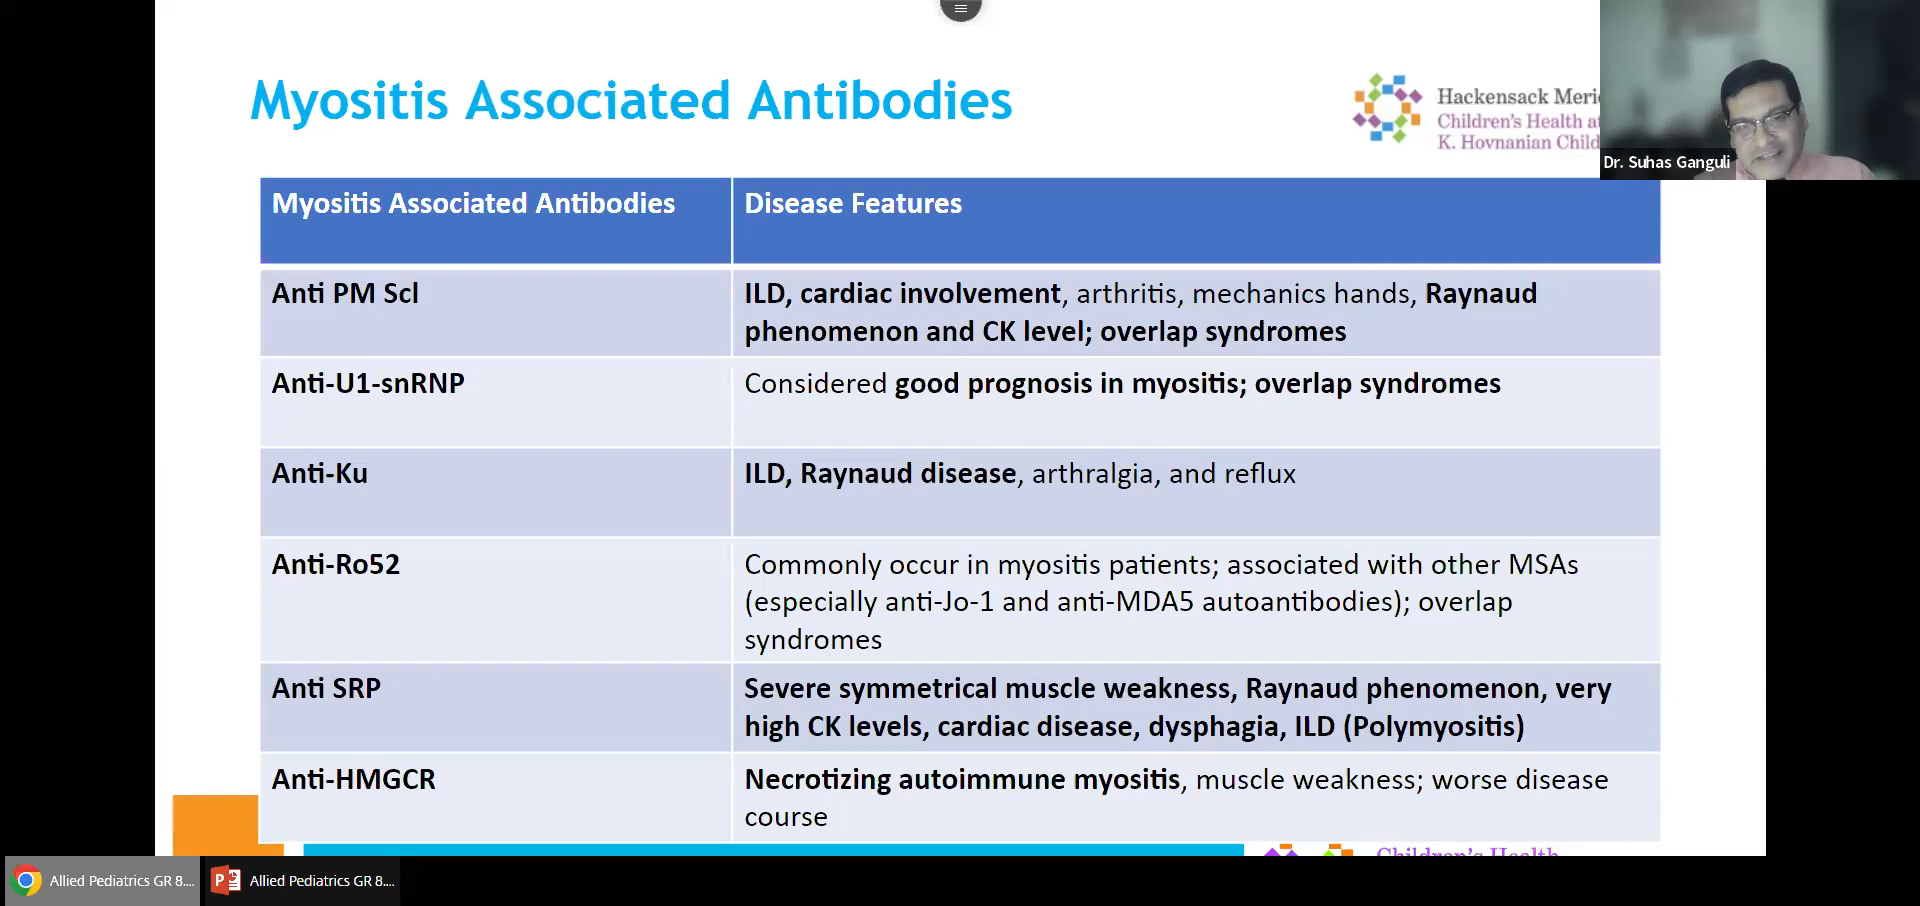 Myositis Associated Antibodies
Hackensack Meri
Children's Health a
K. Hovnanian Child
Dr. Suhas Ganguli
Myositis Associated Antibodies
Disease Features
Anti PM Scl
ILD, cardiac involvement, arthritis, mechanics hands, Raynaud
phenomenon and CK level; overlap syndromes
Anti-U1-snRNP
Considered good prognosis in myositis; overlap syndromes
Anti-Ku
ILD, Raynaud disease, arthralgia, and reflux
Anti-Ro52
Commonly occur in myositis patients; associated with other MSAs
(especially anti-Jo-1 and anti-MDA5 autoantibodies); overlap
syndromes
Anti SRP
Severe symmetrical muscle weakness, Raynaud phenomenon, very
high CK levels, cardiac disease, dysphagia, ILD (Polymyositis)
Anti-HMGCR
Necrotizing autoimmune myositis, muscle weakness; worse disease
course
Children's Health
Allied Pediatrics GR 8....
Allied Pediatrics GR 8....